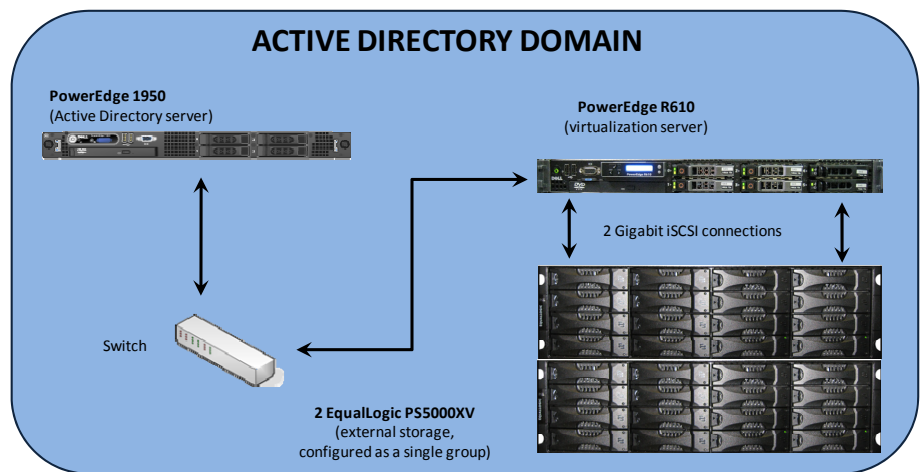 ACTIVE DIRECTORY DOMAIN
PowerEdge 1950
(Active Directory server)
PowerEdge R610
(virtualization server)
2 Gigabit iSCSI connections
Switch
2 EqualLogic PS5000XV
(external storage,
configured as a single group)